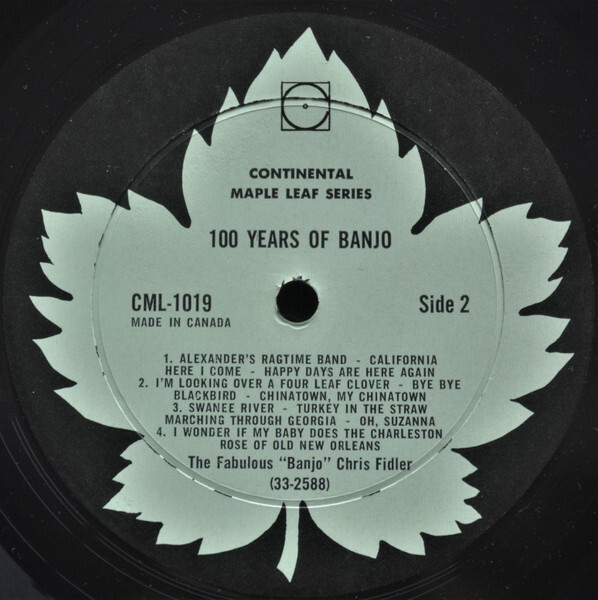 CONTINENTAL
MAPLE LEAF SERIES
100 YEARS OF BANJO
CML-1019 Side 2
MADE IN CANADA
1. ALEXANDER'S RAGTIME BAND - CALIFORNIA
HERE I COME - HAPPY DAYS ARE HERE AGAIN
2. I'M LOOKING OVER A FOUR LEAF CLOVER - BYE BYE
BLACKBIRD - CHINATOWN, MY CHINATOWN
3. SWANEE RIVER - TURKEY IN THE STRAW
MARCHING THROUGH GEORGIA - OH, SUZANNA
4. I WONDER IF MY BABY DOES THE CHARLESTON
ROSE OF OLD NEW ORLEANS
The Fabulous "Banjo" Chris Fidler
(33-2588)